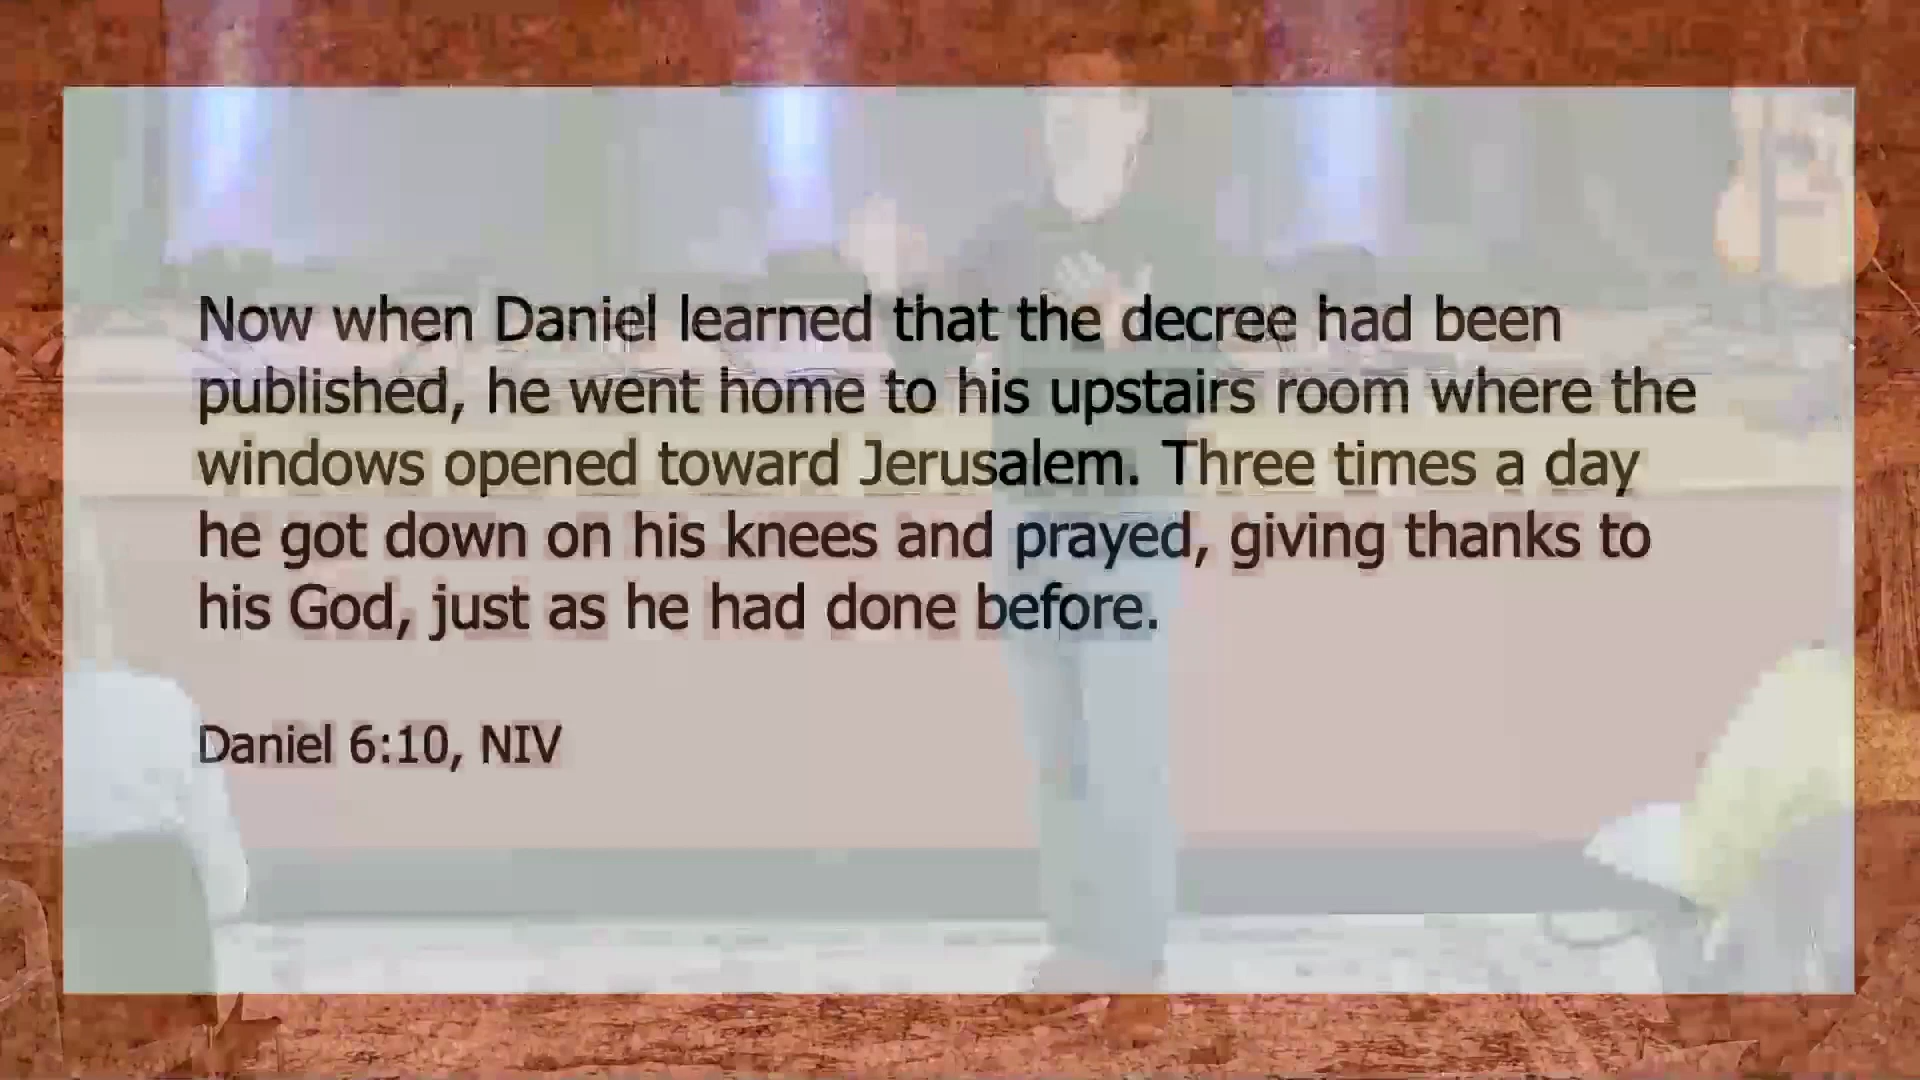 Now when Daniel learned that the decree had been
published, he went home to his upstairs room where the
windows opened toward Jerusalem. Three times a day
he got down on his knees and prayed, giving thanks to
his God, just as he had done before.
Daniel 6:10, NIV